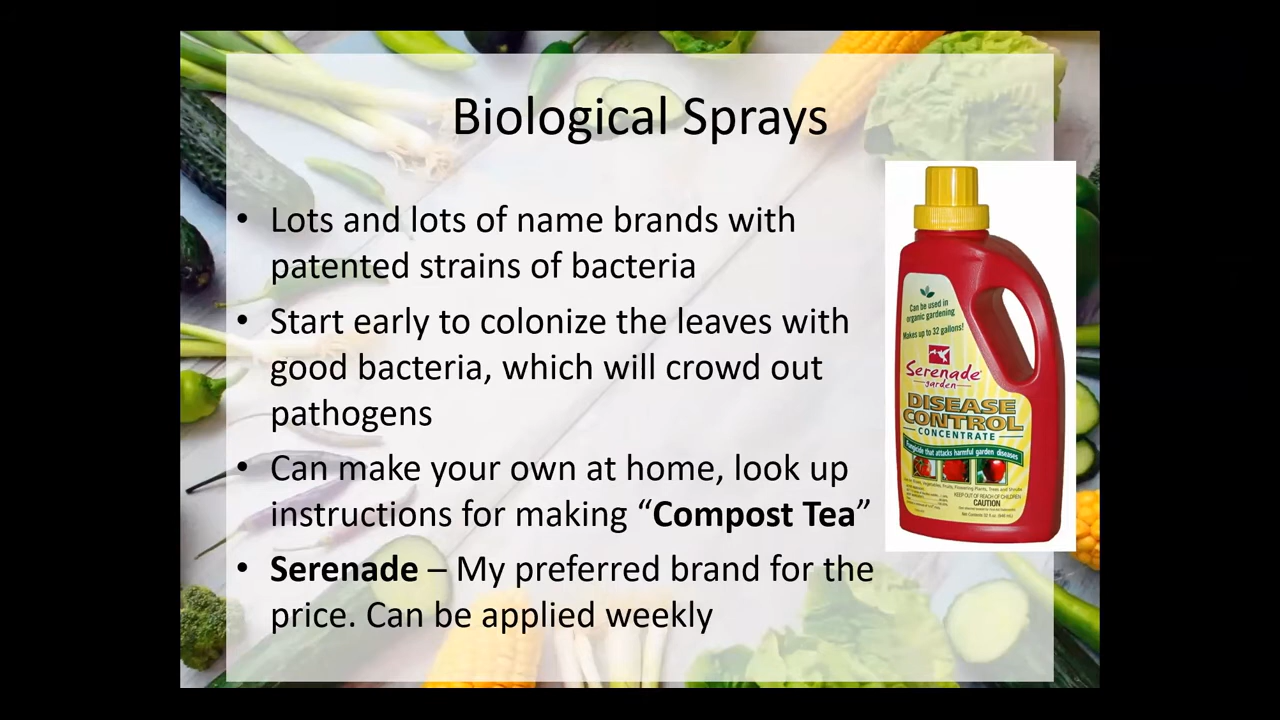 Biological Sprays
• Lots and lots of name brands with
patented strains of bacteria
• Start early to colonize the leaves with
good bacteria, which will crowd out
pathogens
• Can make your own at home, look up
instructions for making “Compost Tea”
• Serenade – My preferred brand for the
price. Can be applied weekly
Can be used in
organic gardening
Makes up to 32 gallons!
Serenade
garden
DISEASE
CONTROL
CONCENTRATE
Fungicide that attacks harmful garden diseases
KEEP OUT OF REACH OF CHILDREN
CAUTION